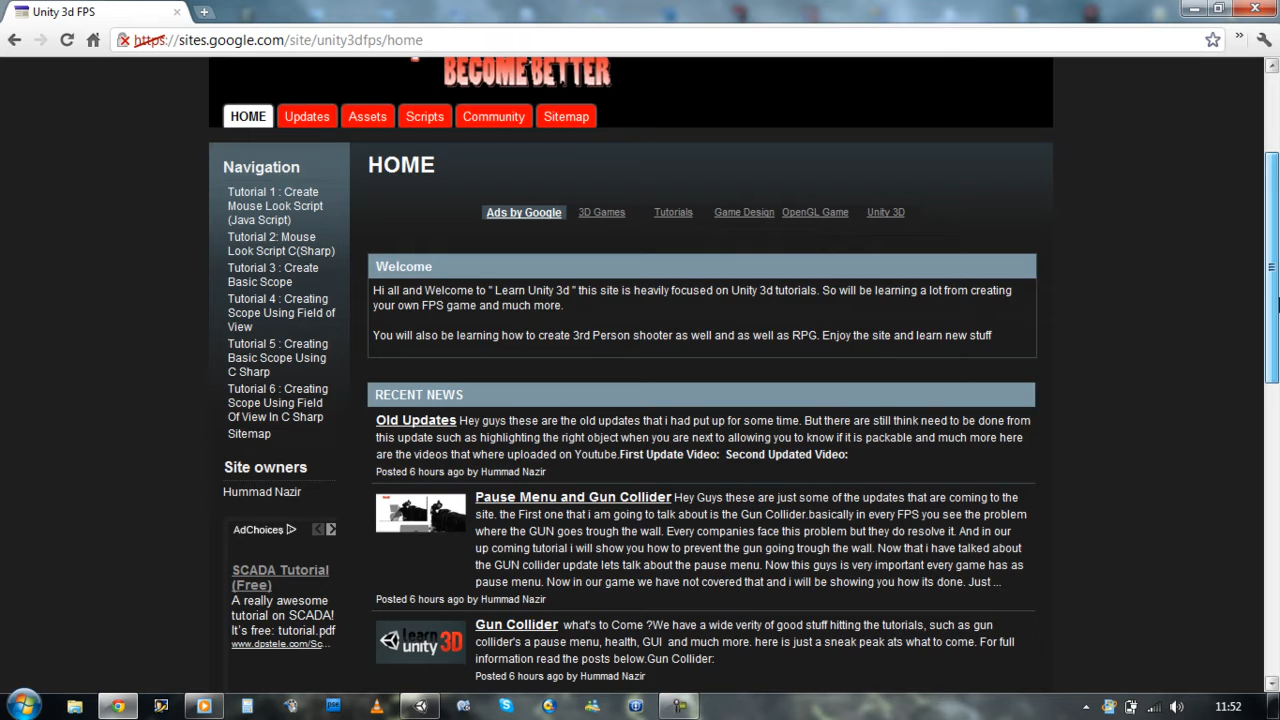 Unity 3d FPS
https://sites.google.com/site/unity3dfps/home
BECOME BETTER
HOME
Updates
Assets
Scripts
Community
Sitemap
Navigation
Tutorial 1 : Create
Mouse Look Script
(Java Script)
Tutorial 2: Mouse
Look Script C(Sharp)
Tutorial 3 : Create
Basic Scope
Tutorial 4 : Creating
Scope Using Field of
View
Tutorial 5 : Creating
Basic Scope Using
C Sharp
Tutorial 6 : Creating
Scope Using Field
Of View In C Sharp
Sitemap
Site owners
Hummad Nazir
AdChoices
SCADA Tutorial
(Free)
A really awesome
tutorial on SCADA!
It's free: tutorial.pdf
www.dpstele.com/Sc...
HOME
Ads by Google
3D Games
Tutorials
Game Design
OpenGL Game
Unity 3D
Welcome
Hi all and Welcome to " Learn Unity 3d " this site is heavily focused on Unity 3d tutorials. So will be learning a lot from creating
your own FPS game and much more.
You will also be learning how to create 3rd Person shooter as well and as well as RPG. Enjoy the site and learn new stuff
RECENT NEWS
Old Updates Hey guys these are the old updates that i had put up for some time. But there are still think need to be done from
this update such as highlighting the right object when you are next to allowing you to know if it is packable and much more here
are the videos that where uploaded on Youtube.First Update Video:  Second Updated Video:
Posted 6 hours ago by Hummad Nazir
Pause Menu and Gun Collider Hey Guys these are just some of the updates that are coming to the
site. the First one that i am going to talk about is the Gun Collider.basically in every FPS you see the problem
where the GUN goes trough the wall. Every companies face this problem but they do resolve it. And in our
up coming tutorial i will show you how to prevent the gun going trough the wall. Now that i have talked about
the GUN collider update lets talk about the pause menu. Now this guys is very important every game has as
pause menu. Now in our game we have not covered that and i will be showing you how its done. Just ...
Posted 6 hours ago by Hummad Nazir
Learn
unity 3D
Gun Collider what's to Come ?We have a wide verity of good stuff hitting the tutorials, such as gun
collider's a pause menu, health, GUI  and much more. here is just a sneak peak ats what to come. For full
information read the posts below.Gun Collider:
Posted 6 hours ago by Hummad Nazir
11:52